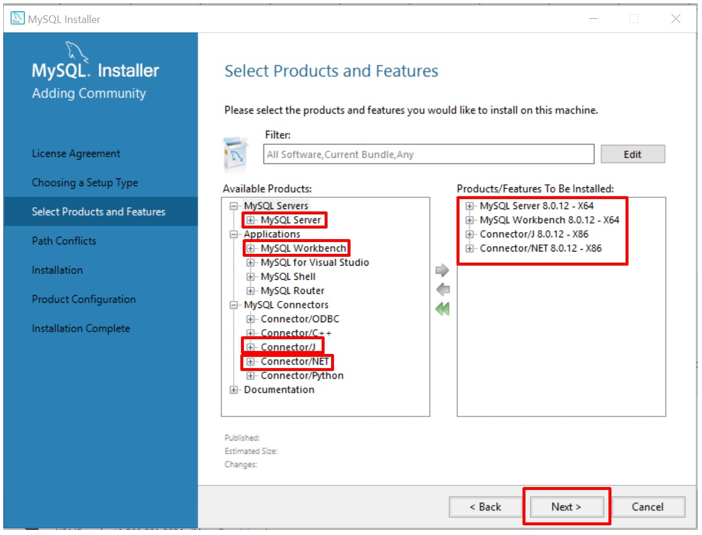 MySQL Installer
MySQL. Installer
Adding Community
License Agreement
Choosing a Setup Type
Select Products and Features
Path Conflicts
Installation
Product Configuration
Installation Complete
Select Products and Features
Please select the products and features you would like to install on this machine.
Filter:
All Software,Current Bundle,Any
Edit
Available Products:
MySQL Servers
MySQL Server
Applications
MySQL Workbench
MySQL for Visual Studio
MySQL Shell
MySQL Router
MySQL Connectors
Connector/ODBC
Connector/C++
Connector/J
Connector/NET
Connector/Python
Documentation
Products/Features To Be Installed:
MySQL Server 8.0.12 - X64
MySQL Workbench 8.0.12 - X64
Connector/J 8.0.12 - X86
Connector/NET 8.0.12 - X86
Published:
Estimated Size:
Changes:
< Back
Next >
Cancel